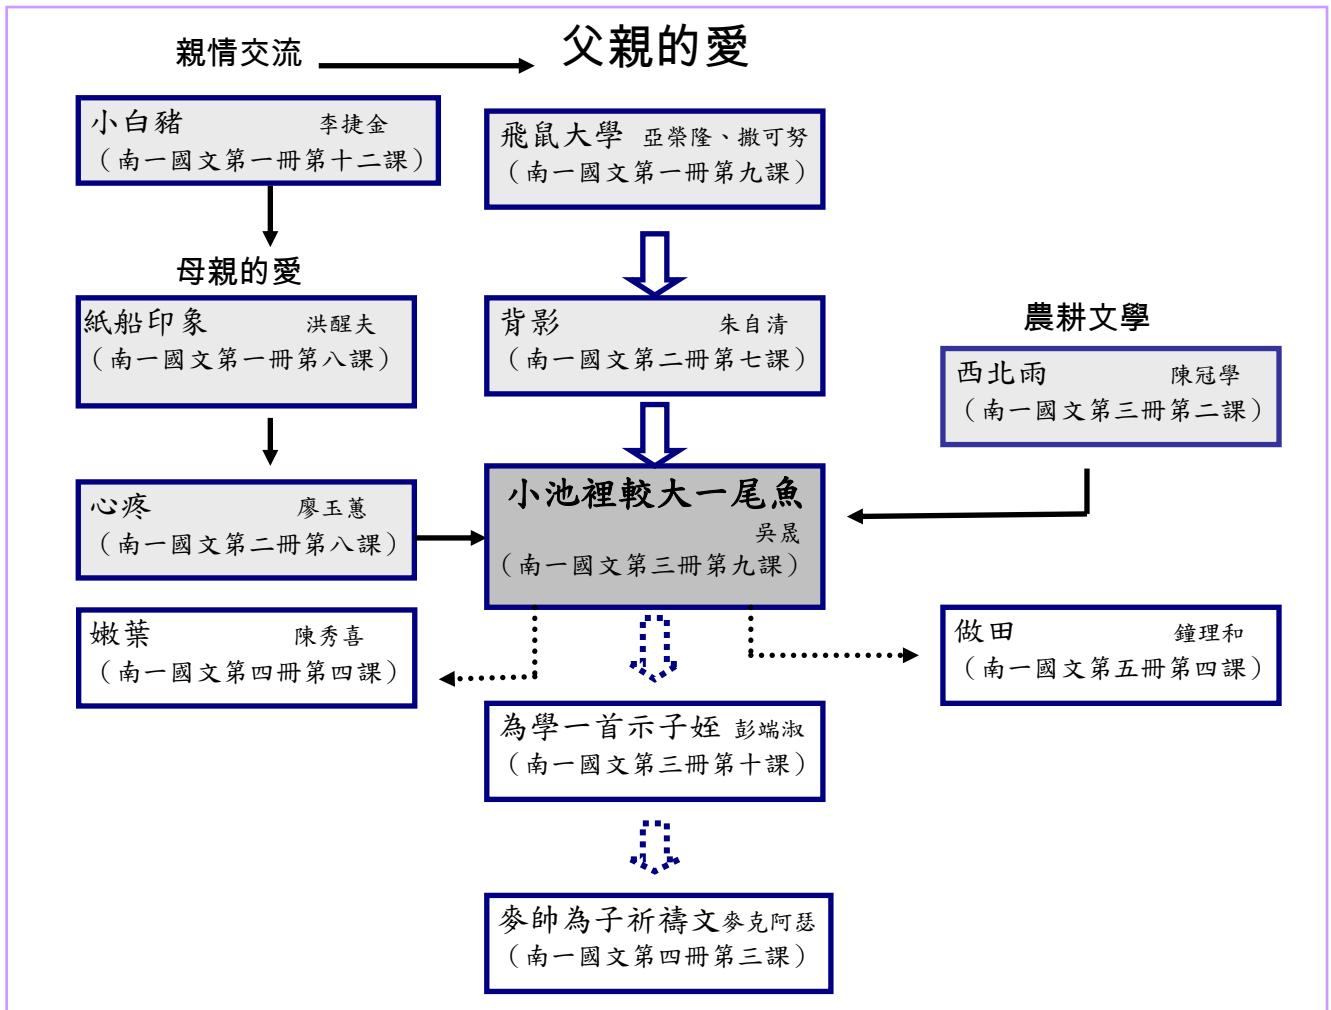 親情交流
父親的愛
小白豬 李捷金
（南一國文第一冊第十二課）
飛鼠大學 亞榮隆、撒可努
（南一國文第一冊第九課）
母親的愛
紙船印象 洪醒夫
（南一國文第一冊第八課）
背影 朱自清
（南一國文第二冊第七課）
農耕文學
西北雨 陳冠學
（南一國文第三冊第二課）
心疼 廖玉蕙
（南一國文第二冊第八課）
小池裡較大一尾魚
吳晟
（南一國文第三冊第九課）
嫩葉 陳秀喜
（南一國文第四冊第四課）
做田 鐘理和
（南一國文第五冊第四課）
為學一首示子姪 彭端淑
（南一國文第三冊第十課）
麥帥為子祈禱文 麥克阿瑟
（南一國文第四冊第三課）